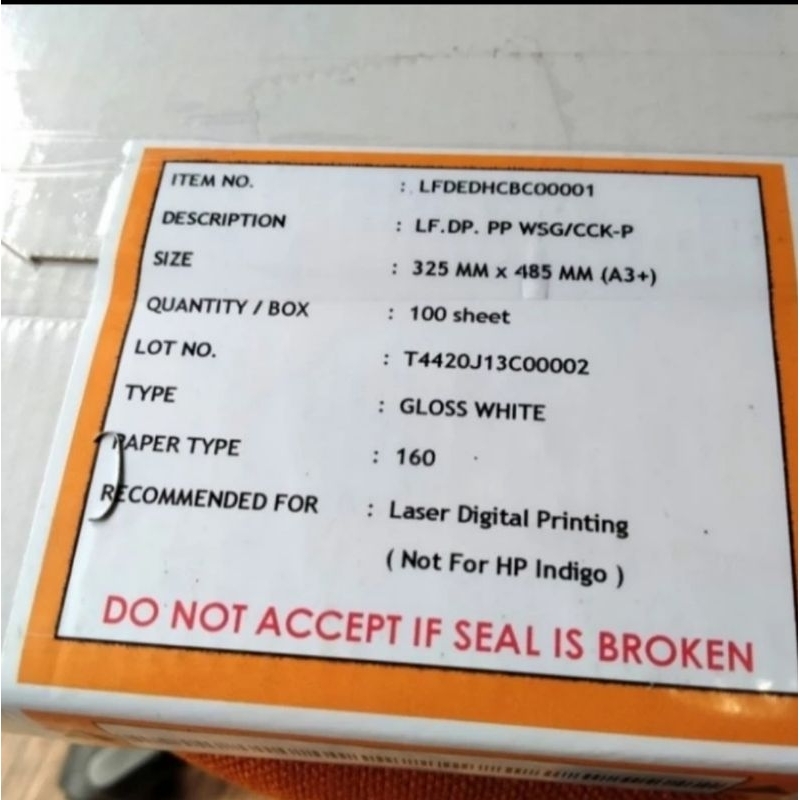 ITEM NO. : LFDEDHCBC00001
DESCRIPTION : LF.DP. PP WSG/CCK-P
SIZE : 325 MM x 485 MM (A3+)
QUANTITY / BOX : 100 sheet
LOT NO. : T4420J13C00002
TYPE : GLOSS WHITE
PAPER TYPE : 160
RECOMMENDED FOR : Laser Digital Printing
( Not For HP Indigo )
DO NOT ACCEPT IF SEAL IS BROKEN